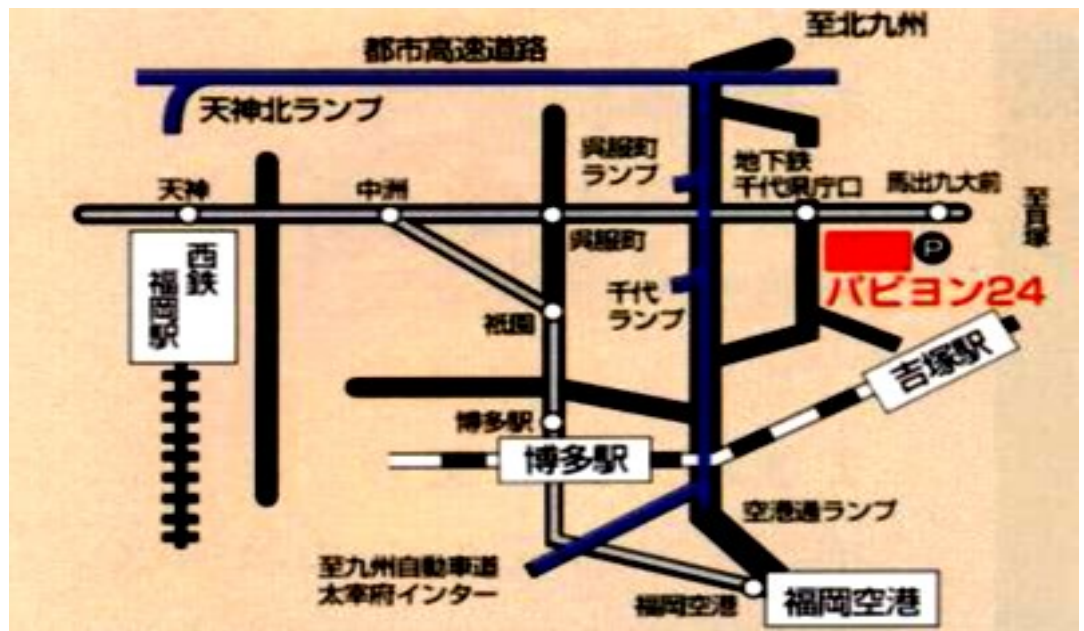 至北九州
都市高速道路
天神北ランプ
呉服町
ランプ
地下鉄
千代県庁口
馬出九大前
至貝塚
天神
中洲
呉服町
西鉄
福岡駅
P
パピヨン24
千代
ランプ
祇園
吉塚駅
博多駅
博多駅
空港通ランプ
至九州自動車道
太宰府インター
福岡空港
福岡空港